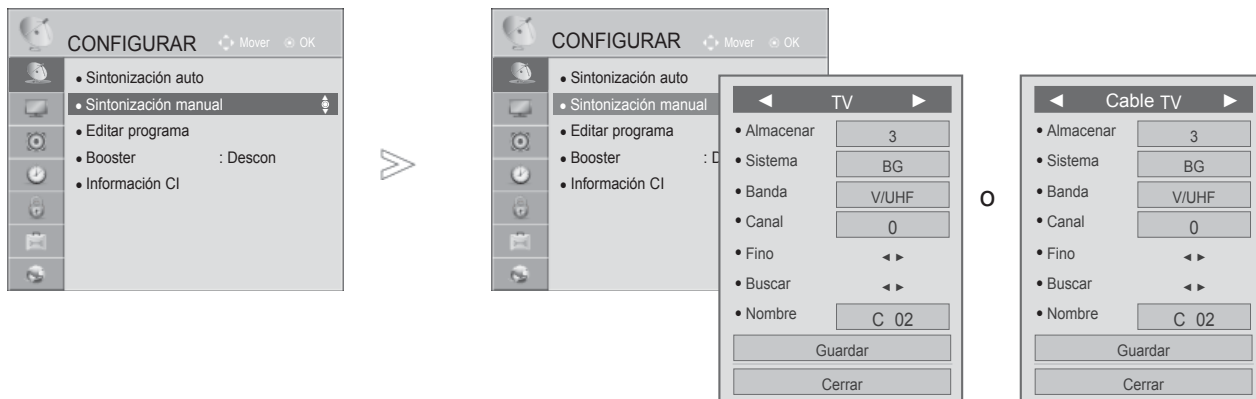 CONFIGURAR Mover OK
• Sintonización auto
• Sintonización manual
• Editar programa
• Booster : Descon
• Información CI
CONFIGURAR Mover OK
• Sintonización auto
• Sintonización manual
• Editar programa
• Booster : D
• Información CI
◄ TV ►
• Almacenar 3
• Sistema BG
• Banda V/UHF
• Canal 0
• Fino ◄ ►
• Buscar ◄ ►
• Nombre C 02
Guardar
Cerrar
o
◄ Cable TV ►
• Almacenar 3
• Sistema BG
• Banda V/UHF
• Canal 0
• Fino ◄ ►
• Buscar ◄ ►
• Nombre C 02
Guardar
Cerrar